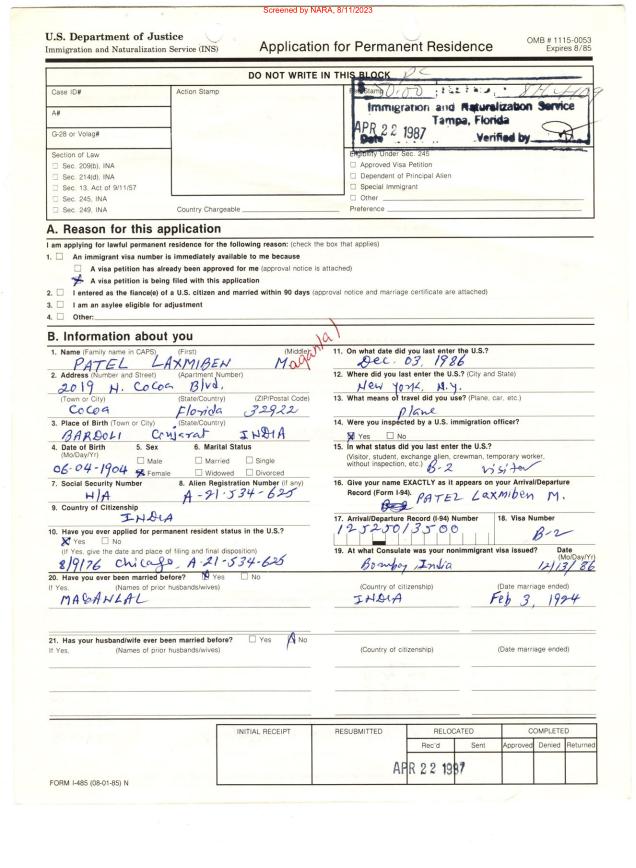 Screened by NARA, 8/11/2023
U.S. Department of Justice
Immigration and Naturalization Service (INS)
Application for Permanent Residence
OMB # 1115-0053
Expires 8/85
DO NOT WRITE IN THIS BLOCK
Case ID#
Action Stamp
Fee Stamp
A#
Immigration and Naturalization Service
Tampa, Florida
APR 22 1987
Date
Verified by
G-28 or Volag#
Section of Law
☐ Sec. 209(b), INA
☐ Sec. 214(d), INA
☐ Sec. 13, Act of 9/11/57
☐ Sec. 245, INA
☐ Sec. 249, INA
Country Chargeable
Eligibility Under Sec. 245
☐ Approved Visa Petition
☐ Dependent of Principal Alien
☐ Special Immigrant
☐ Other
Preference
A. Reason for this application
I am applying for lawful permanent residence for the following reason: (check the box that applies)
1. ☐ An immigrant visa number is immediately available to me because
☐ A visa petition has already been approved for me (approval notice is attached)
☒ A visa petition is being filed with this application
2. ☐ I entered as the fiance(e) of a U.S. citizen and married within 90 days (approval notice and marriage certificate are attached)
3. ☐ I am an asylee eligible for adjustment
4. ☐ Other:
B. Information about you
1. Name (Family name in CAPS) (First) (Middle)
PATEL LAXMIBEN Maganlal
2. Address (Number and Street) (Apartment Number)
2019 N. Cocoa Blvd,
(Town or City) (State/Country) (ZIP/Postal Code)
Cocoa Florida 32922
3. Place of Birth (Town or City) (State/Country)
BARDOLI Gujarat INDIA
4. Date of Birth (Mo/Day/Yr)
06-04-1904
5. Sex
☐ Male
☒ Female
6. Marital Status
☐ Married ☐ Single
☐ Widowed ☐ Divorced
7. Social Security Number
N/A
8. Alien Registration Number (if any)
A-21-534-625
9. Country of Citizenship
INDIA
10. Have you ever applied for permanent resident status in the U.S.?
☒ Yes ☐ No
(If Yes, give the date and place of filing and final disposition)
8/9/76 Chicago, A-21-534-625
11. On what date did you last enter the U.S.?
Dec. 03, 1986
12. Where did you last enter the U.S.? (City and State)
New York, N.Y.
13. What means of travel did you use? (Plane, car, etc.)
Plane
14. Were you inspected by a U.S. immigration officer?
☒ Yes ☐ No
15. In what status did you last enter the U.S.?
(Visitor, student, exchange alien, crewman, temporary worker, without inspection, etc.)
B-2 visitor
16. Give your name EXACTLY as it appears on your Arrival/Departure
Record (Form I-94).
PATEL Laxmiben M.
17. Arrival/Departure Record (I-94) Number
12525013500
18. Visa Number
B-2
19. At what Consulate was your nonimmigrant visa issued? Date (Mo/Day/Yr)
Bombay, India 12/13/86
20. Have you ever been married before? ☒ Yes ☐ No
If Yes, (Names of prior husbands/wives) (Country of citizenship) (Date marriage ended)
MAGANLAL INDIA Feb 3, 1924
21. Has your husband/wife ever been married before? ☐ Yes ☒ No
If Yes, (Names of prior husbands/wives) (Country of citizenship) (Date marriage ended)
INITIAL RECEIPT
RESUBMITTED
RELOCATED
COMPLETED
Rec'd
Sent
Approved
Denied
Returned
APR 22 1987
FORM I-485 (08-01-85) N